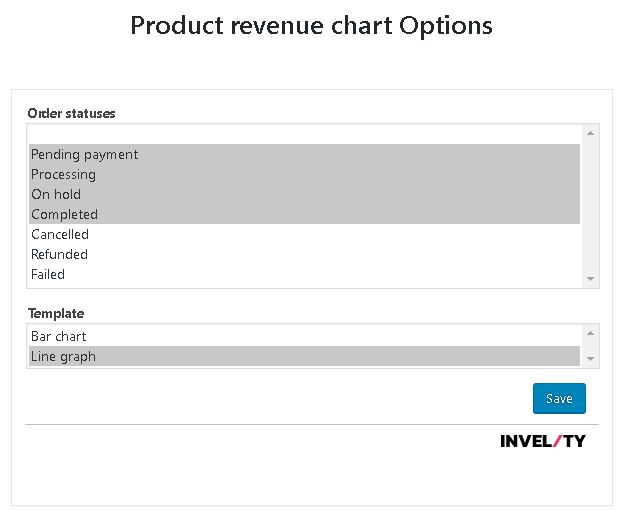 Product revenue chart Options
Order statuses
Pending payment
Processing
On hold
Completed
Cancelled
Refunded
Failed
Template
Bar chart
Line graph
Save
INVEL/TY